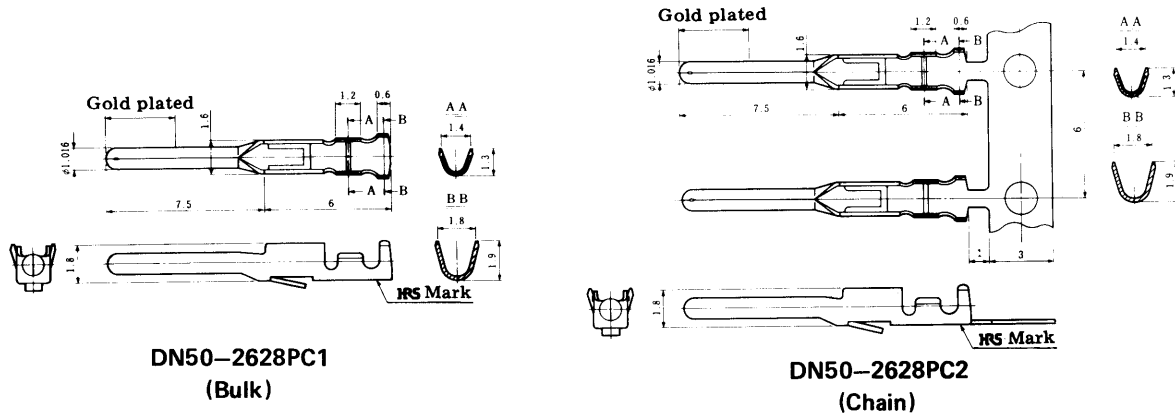 Gold plated
1.2
0.6
A
B
A A
1.6
1.4
φ1.016
1.3
A
B
B B
7.5
6
1.8
1.8
1.9
HRS Mark
DN50-2628PC1
(Bulk)
Gold plated
1.2
0.6
A
B
A A
1.6
1.4
φ1.016
1.3
A
B
B B
7.5
6
6
1.8
1.9
3
1.8
HRS Mark
DN50-2628PC2
(Chain)